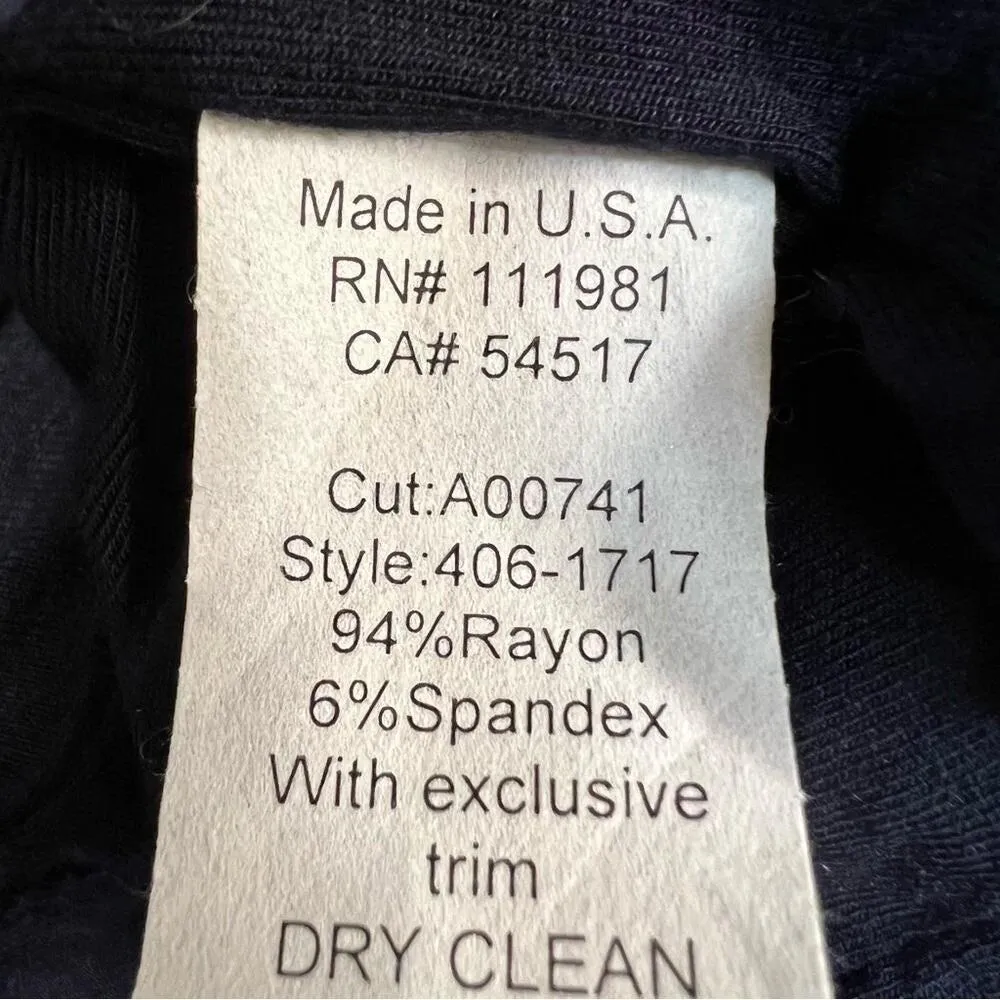 Made in U.S.A.
RN# 111981
CA# 54517
Cut:A00741
Style:406-1717
94%Rayon
6%Spandex
With exclusive
trim
DRY CLEAN